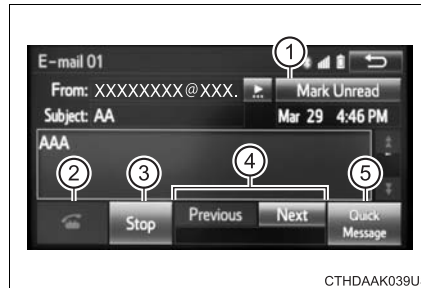 1
E-mail 01
From: XXXXXXXX@XXX. Mark Unread
Subject: AA Mar 29 4:46 PM
AAA
2 3 4 5
Stop Previous Next Quick Message
CTHDAAK039U